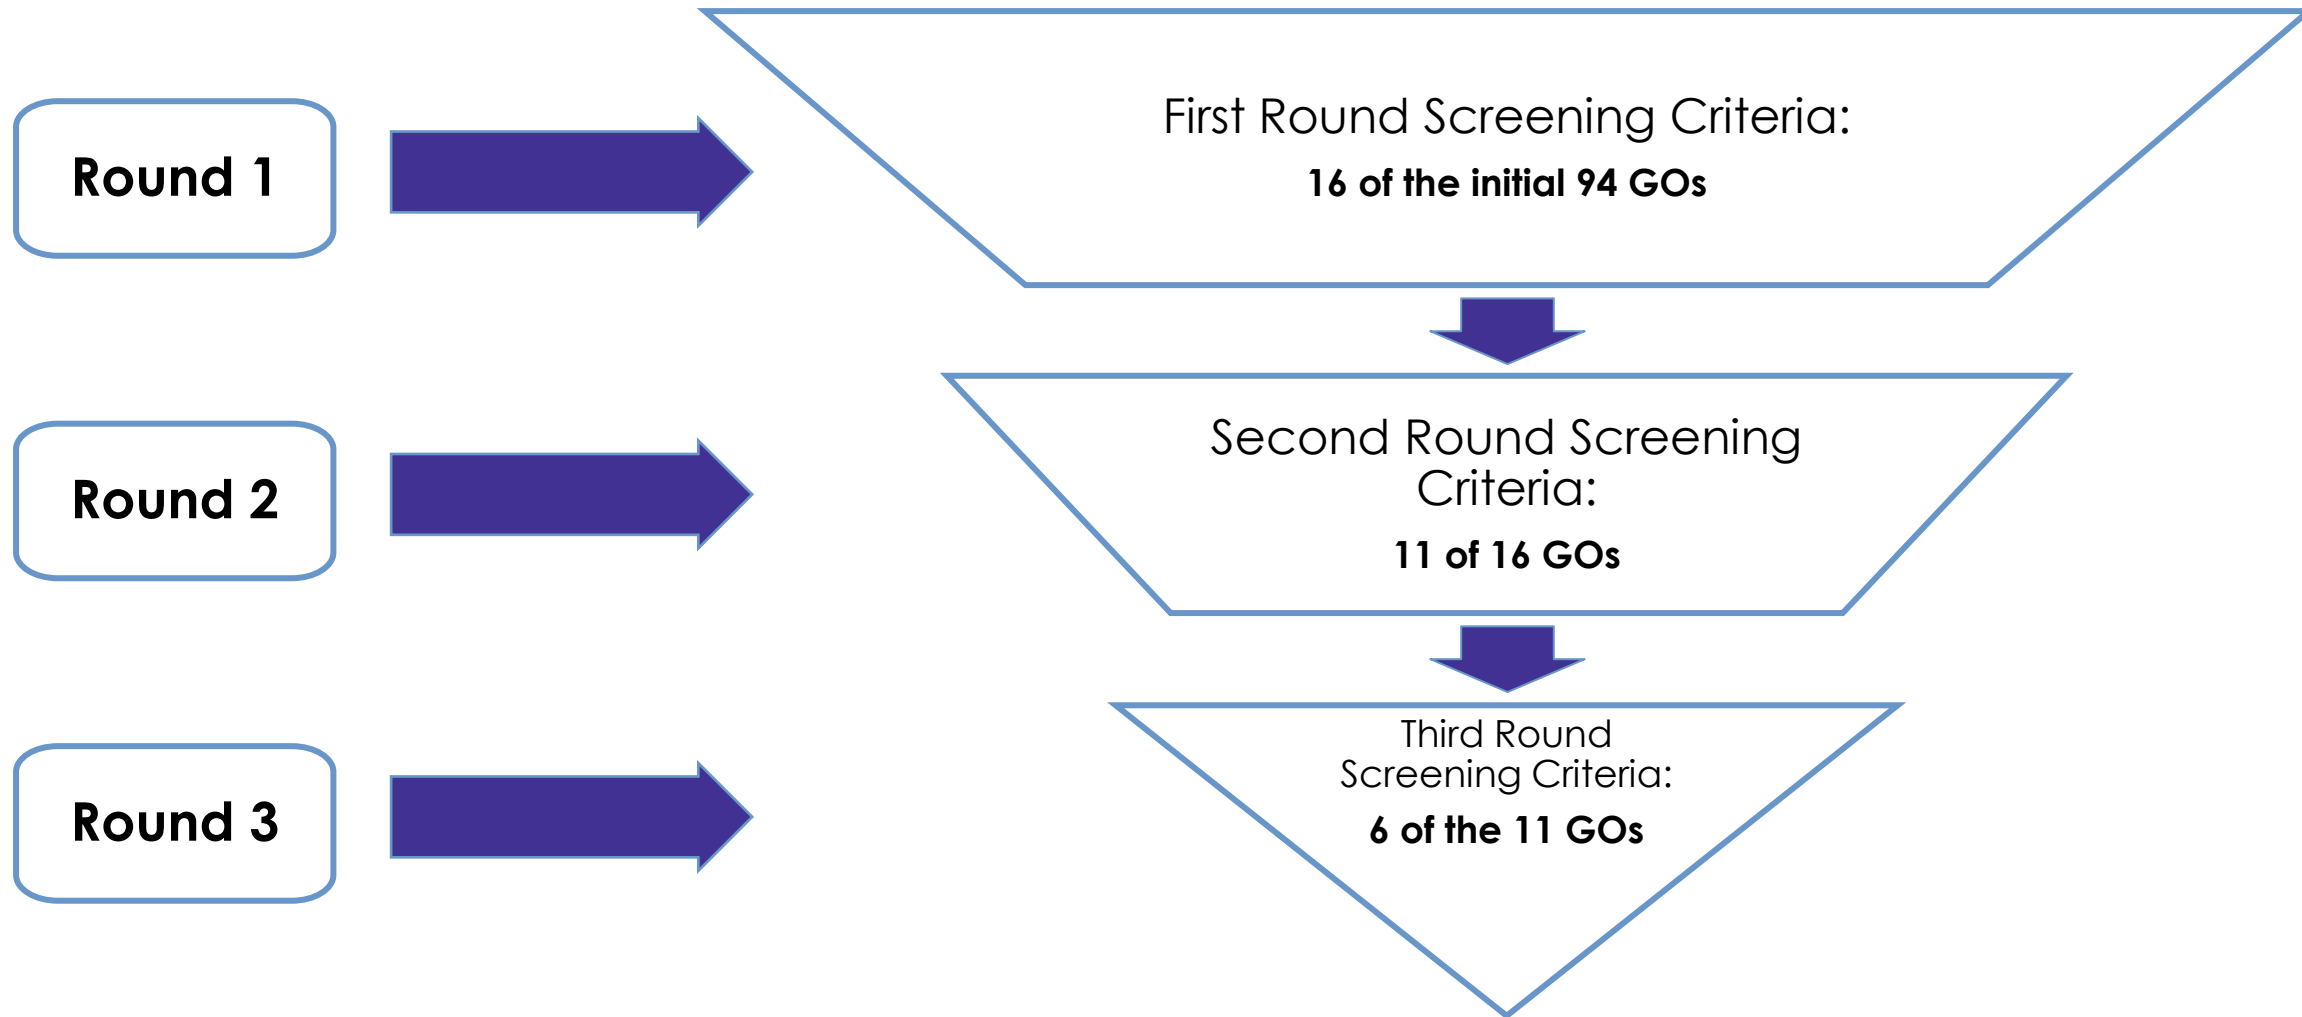 Round 1
First Round Screening Criteria:
16 of the initial 94 GOs
Round 2
Second Round Screening
Criteria:
11 of 16 GOs
Round 3
Third Round
Screening Criteria:
6 of the 11 GOs